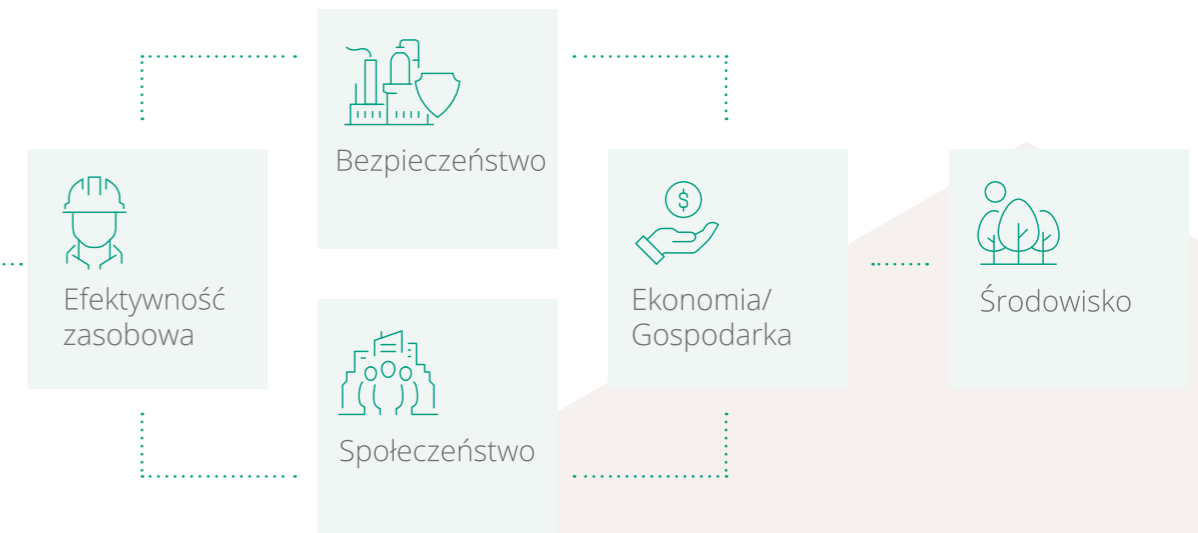 Bezpieczeństwo
Efektywność
zasobowa
Ekonomia/
Gospodarka
Środowisko
Społeczeństwo